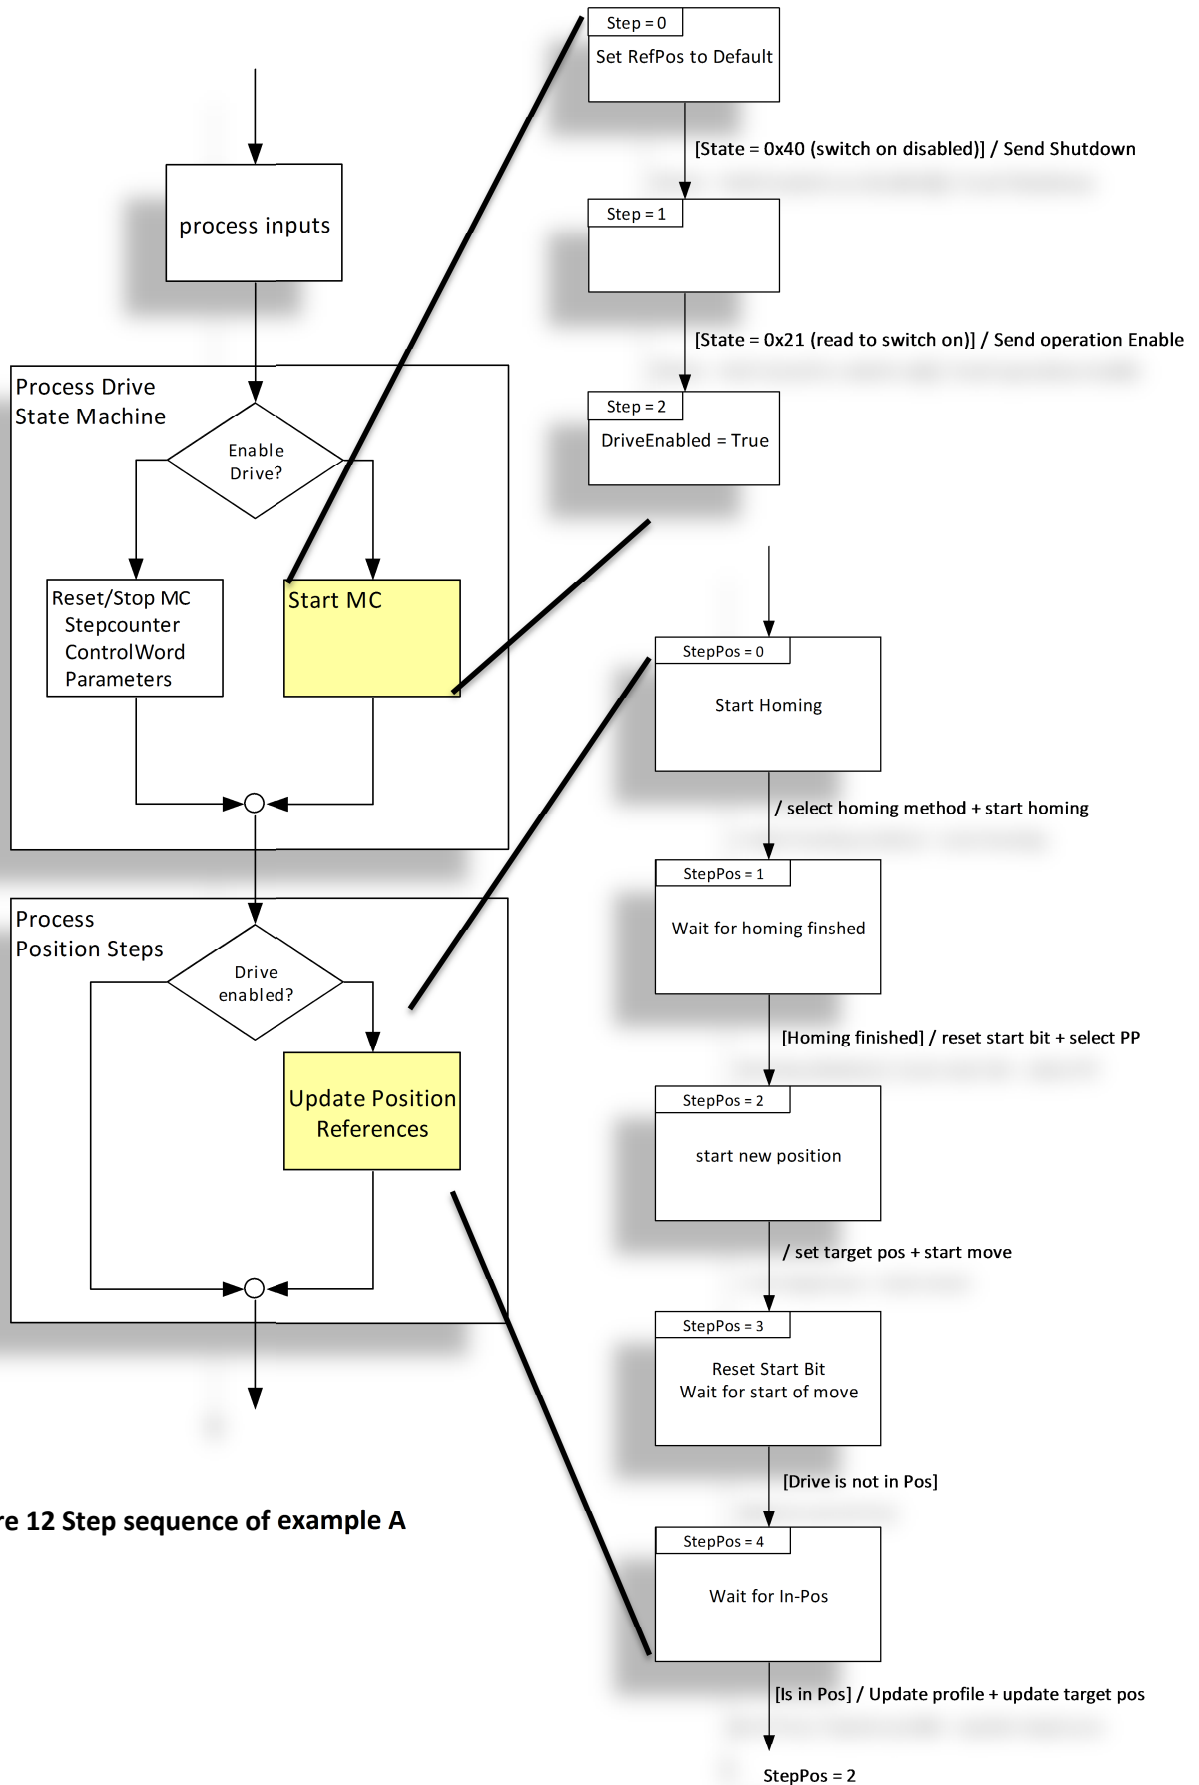 process inputs
Process Drive
State Machine
Enable
Drive?
Reset/Stop MC
Stepcounter
ControlWord
Parameters
Start MC
Process
Position Steps
Drive
enabled?
Update Position
References
re 12 Step sequence of example A
Step = 0
Set RefPos to Default
[State = 0x40 (switch on disabled)] / Send Shutdown
Step = 1
[State = 0x21 (read to switch on)] / Send operation Enable
Step = 2
DriveEnabled = True
StepPos = 0
Start Homing
/ select homing method + start homing
StepPos = 1
Wait for homing finshed
[Homing finished] / reset start bit + select PP
StepPos = 2
start new position
/ set target pos + start move
StepPos = 3
Reset Start Bit
Wait for start of move
[Drive is not in Pos]
StepPos = 4
Wait for In-Pos
[Is in Pos] / Update profile + update target pos
StepPos = 2